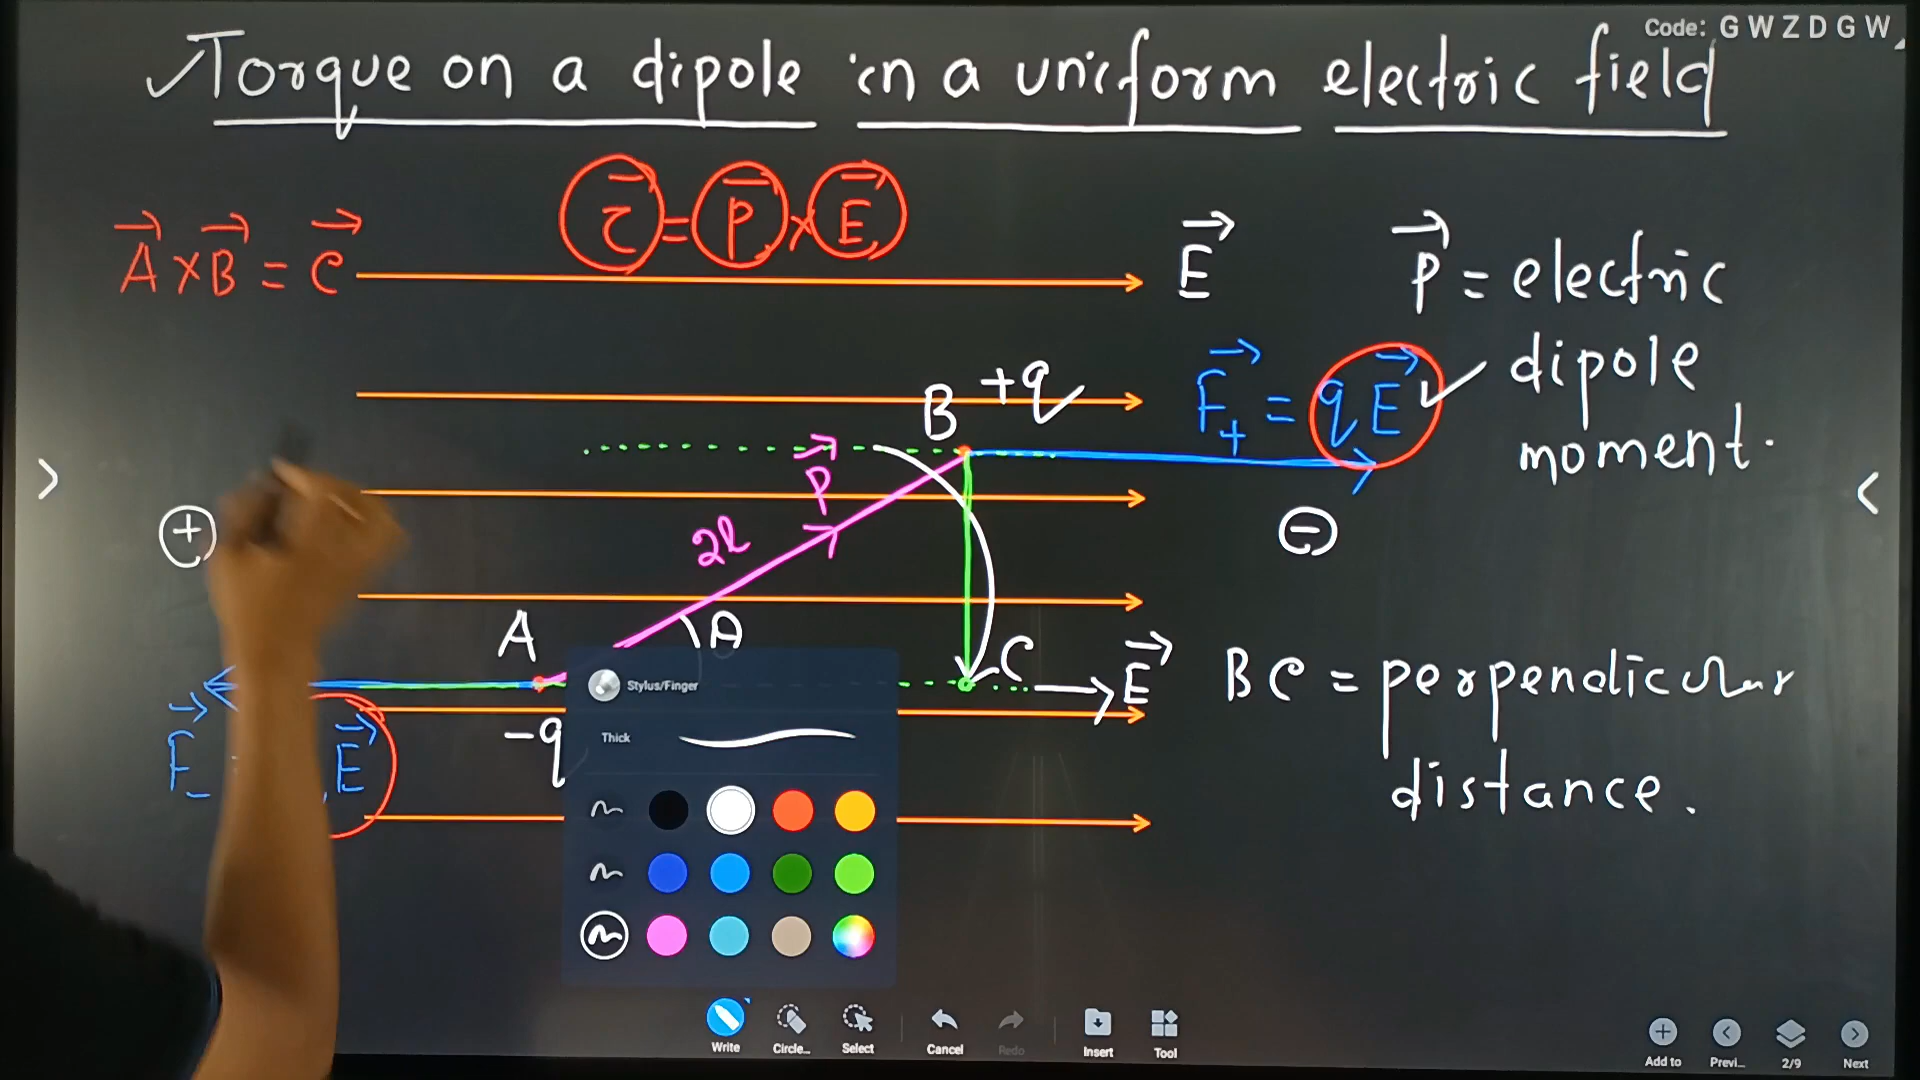 Code: GWZDGW
Torque on a dipole in a uniform electric field
A⃗ × B⃗ = C⃗
τ⃗ = P⃗ × E⃗
E⃗
P⃗ = electric
dipole
moment.
B +q
F⃗₊ = qE⃗
P⃗
2l
+
−
A
θ
C
E⃗
BC = perpendicular
distance.
−q
F⃗₋
E⃗
Stylus/Finger
Thick
Write
Circle...
Select
Cancel
Redo
Insert
Tool
Add to
Previ...
2/9
Next